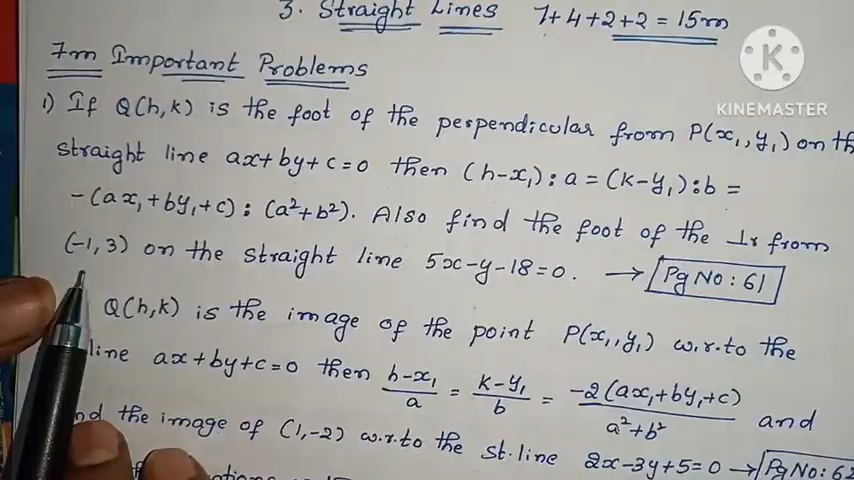 3. Straight Lines 7+4+2+2 = 15m
7m Important Problems
K
KINEMASTER
1) If Q(h,k) is the foot of the perpendicular from P(x₁,y₁) on
straight line ax+by+c=0 then (h-x₁):a = (k-y₁):b =
-(ax₁+by₁+c):(a²+b²). Also find the foot of the ⊥r from
(-1,3) on the straight line 5x-y-18=0. → Pg No: 61
Q(h,k) is the image of the point P(x₁,y₁) w.r.to the
line ax+by+c=0 then (h-x₁)/a = (k-y₁)/b = -2(ax₁+by₁+c)/(a²+b²) and
the image of (1,-2) w.r.to the st.line 2x-3y+5=0 → Pg No: 62